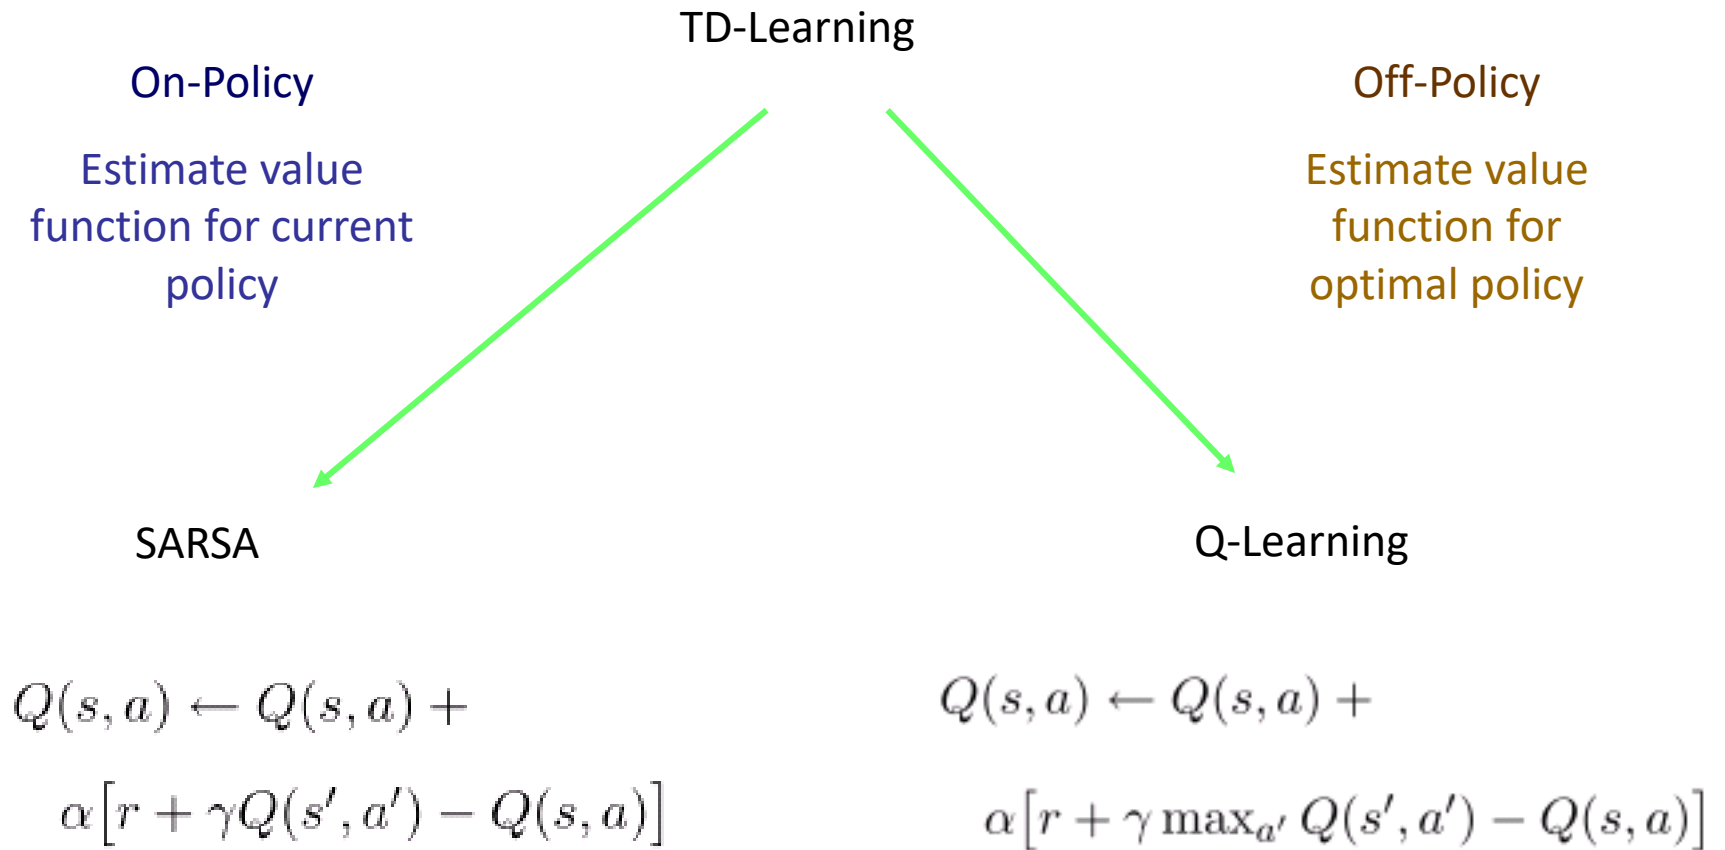 TD-Learning
On-Policy
Estimate value
function for current
policy
Off-Policy
Estimate value
function for
optimal policy
SARSA
Q(s, a) ← Q(s, a) +
α[r + γQ(s′, a′) − Q(s, a)]
Q-Learning
Q(s, a) ← Q(s, a) +
α[r + γ maxₐ′ Q(s′, a′) − Q(s, a)]